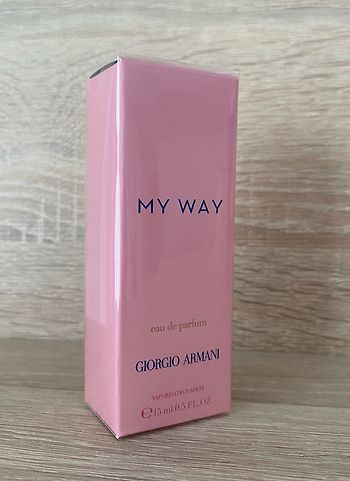 MY WAY
eau de parfum
GIORGIO ARMANI
VAPORISATEUR SPRAY
℮15 ml·0.5 FL.OZ.